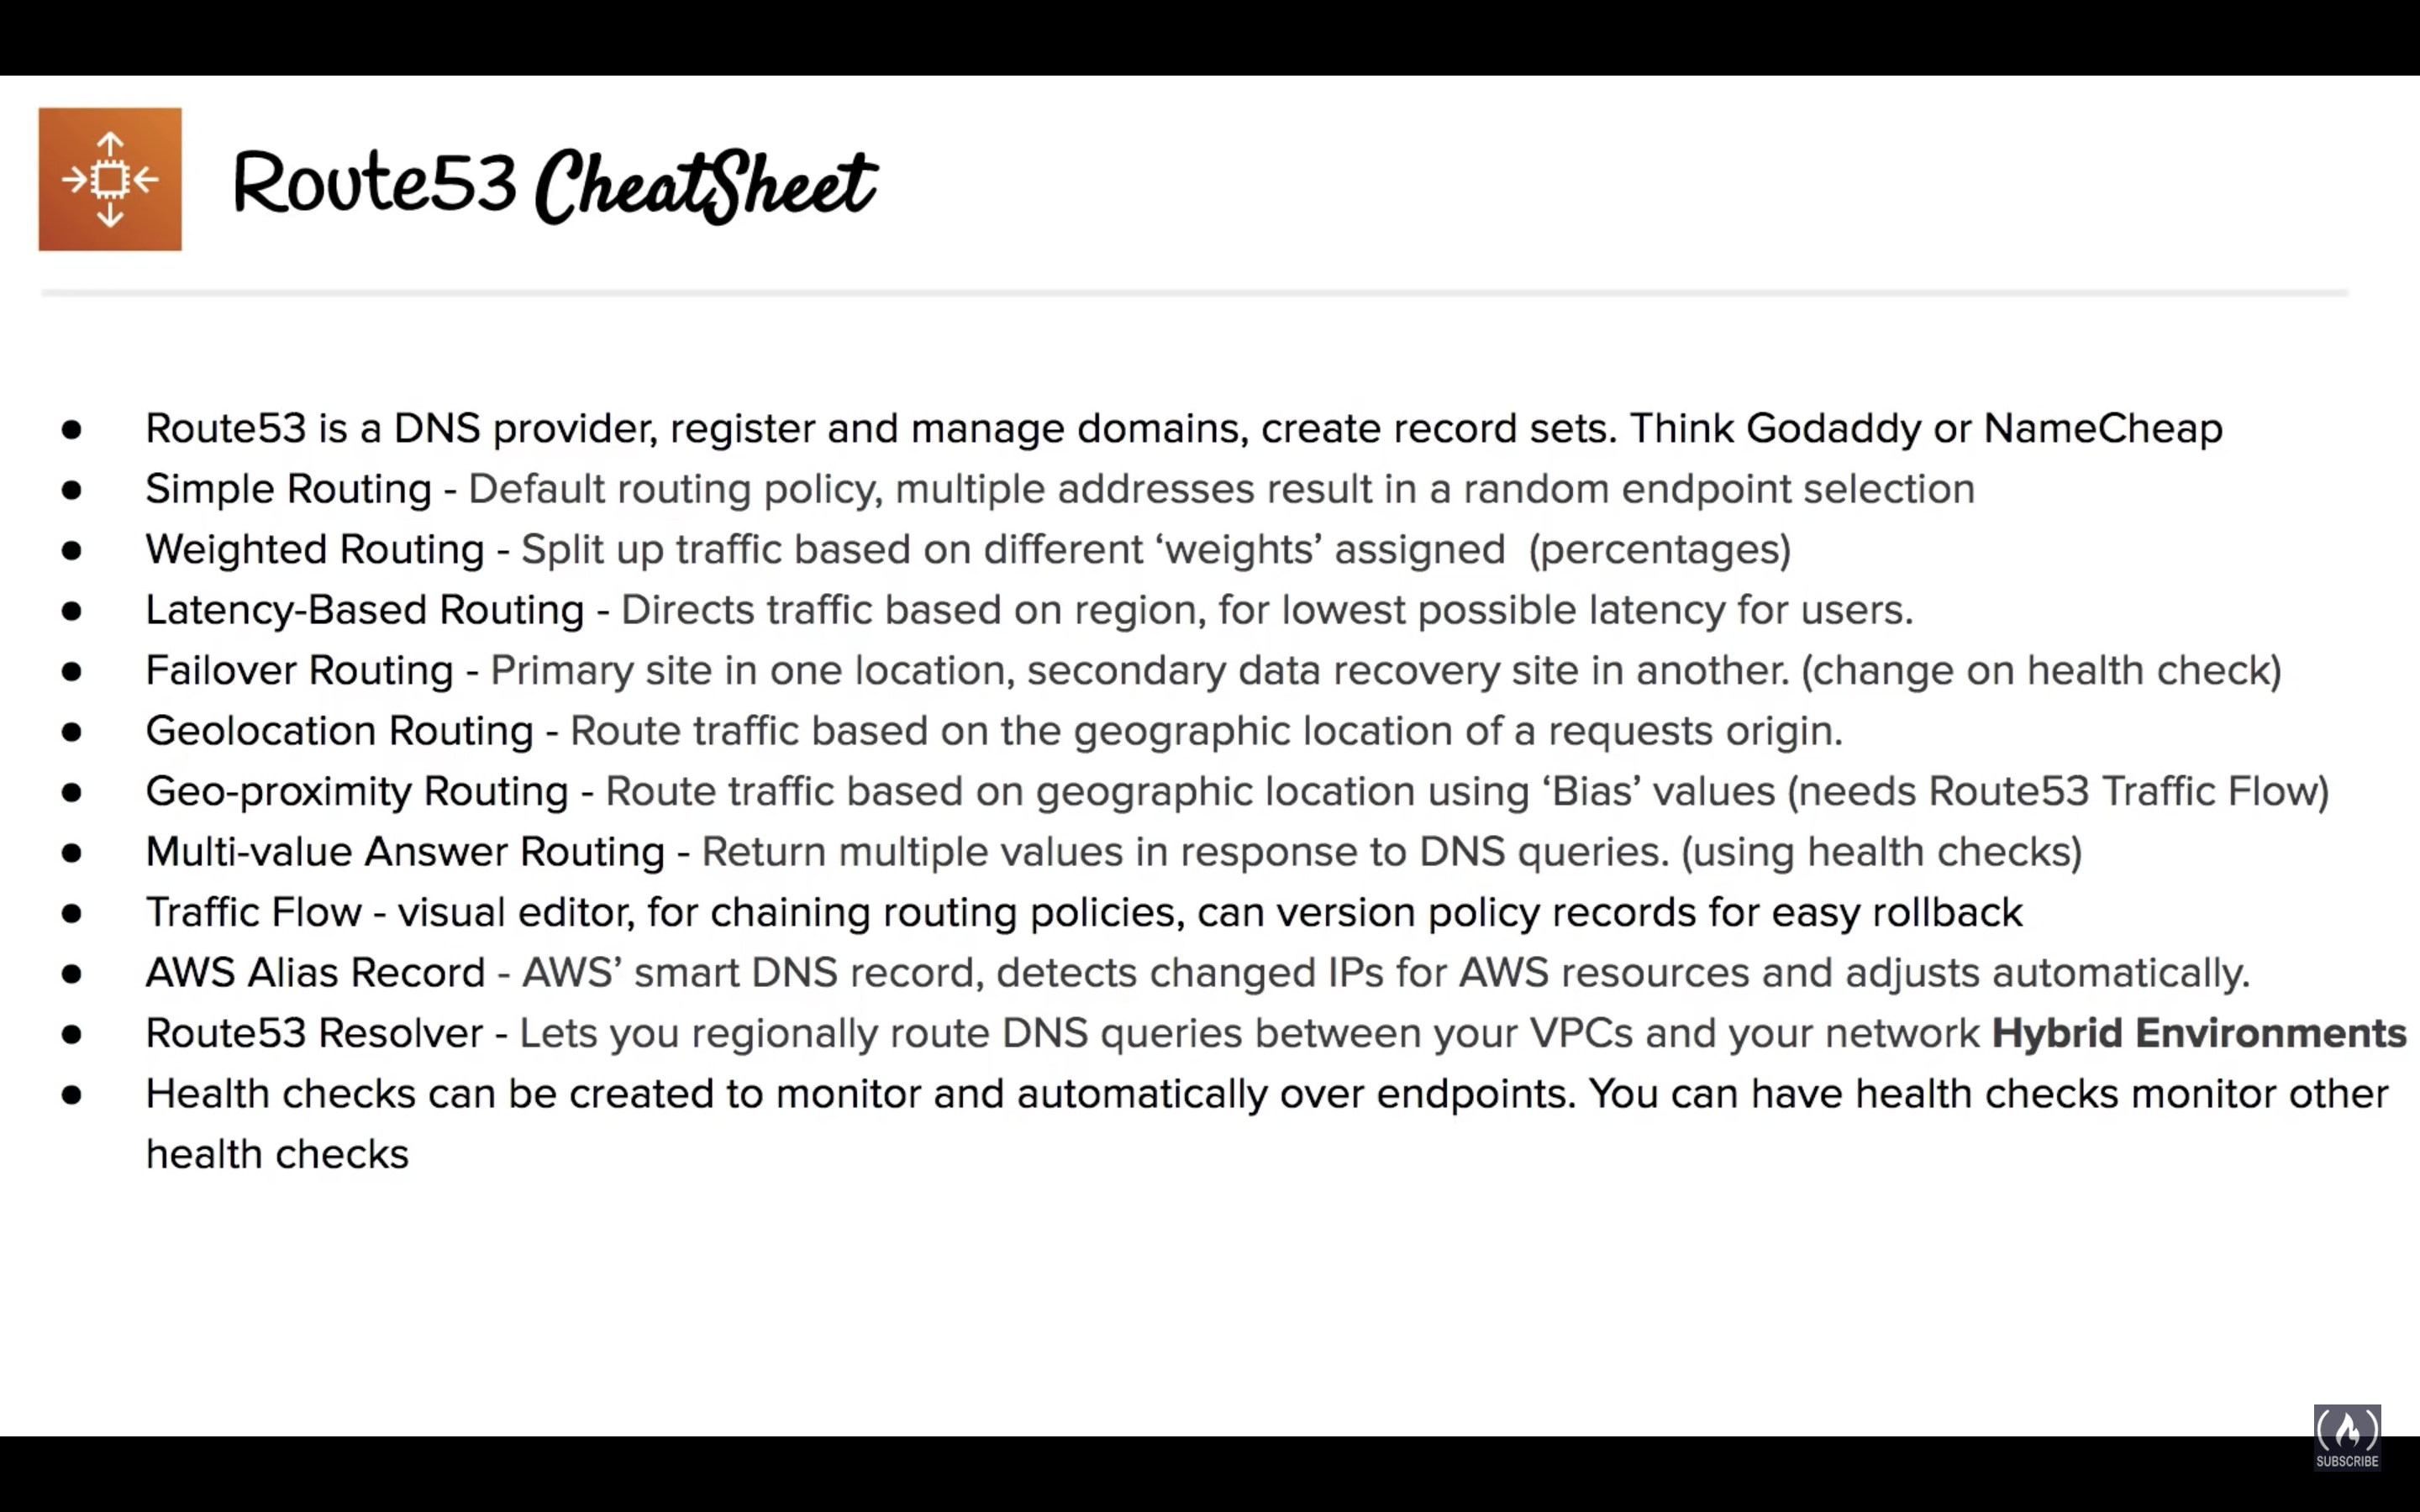 Route53 CheatSheet
● Route53 is a DNS provider, register and manage domains, create record sets. Think Godaddy or NameCheap
● Simple Routing - Default routing policy, multiple addresses result in a random endpoint selection
● Weighted Routing - Split up traffic based on different ‘weights’ assigned  (percentages)
● Latency-Based Routing - Directs traffic based on region, for lowest possible latency for users.
● Failover Routing - Primary site in one location, secondary data recovery site in another. (change on health check)
● Geolocation Routing - Route traffic based on the geographic location of a requests origin.
● Geo-proximity Routing - Route traffic based on geographic location using ‘Bias’ values (needs Route53 Traffic Flow)
● Multi-value Answer Routing - Return multiple values in response to DNS queries. (using health checks)
● Traffic Flow - visual editor, for chaining routing policies, can version policy records for easy rollback
● AWS Alias Record - AWS’ smart DNS record, detects changed IPs for AWS resources and adjusts automatically.
● Route53 Resolver - Lets you regionally route DNS queries between your VPCs and your network Hybrid Environments
● Health checks can be created to monitor and automatically over endpoints. You can have health checks monitor other
health checks
SUBSCRIBE